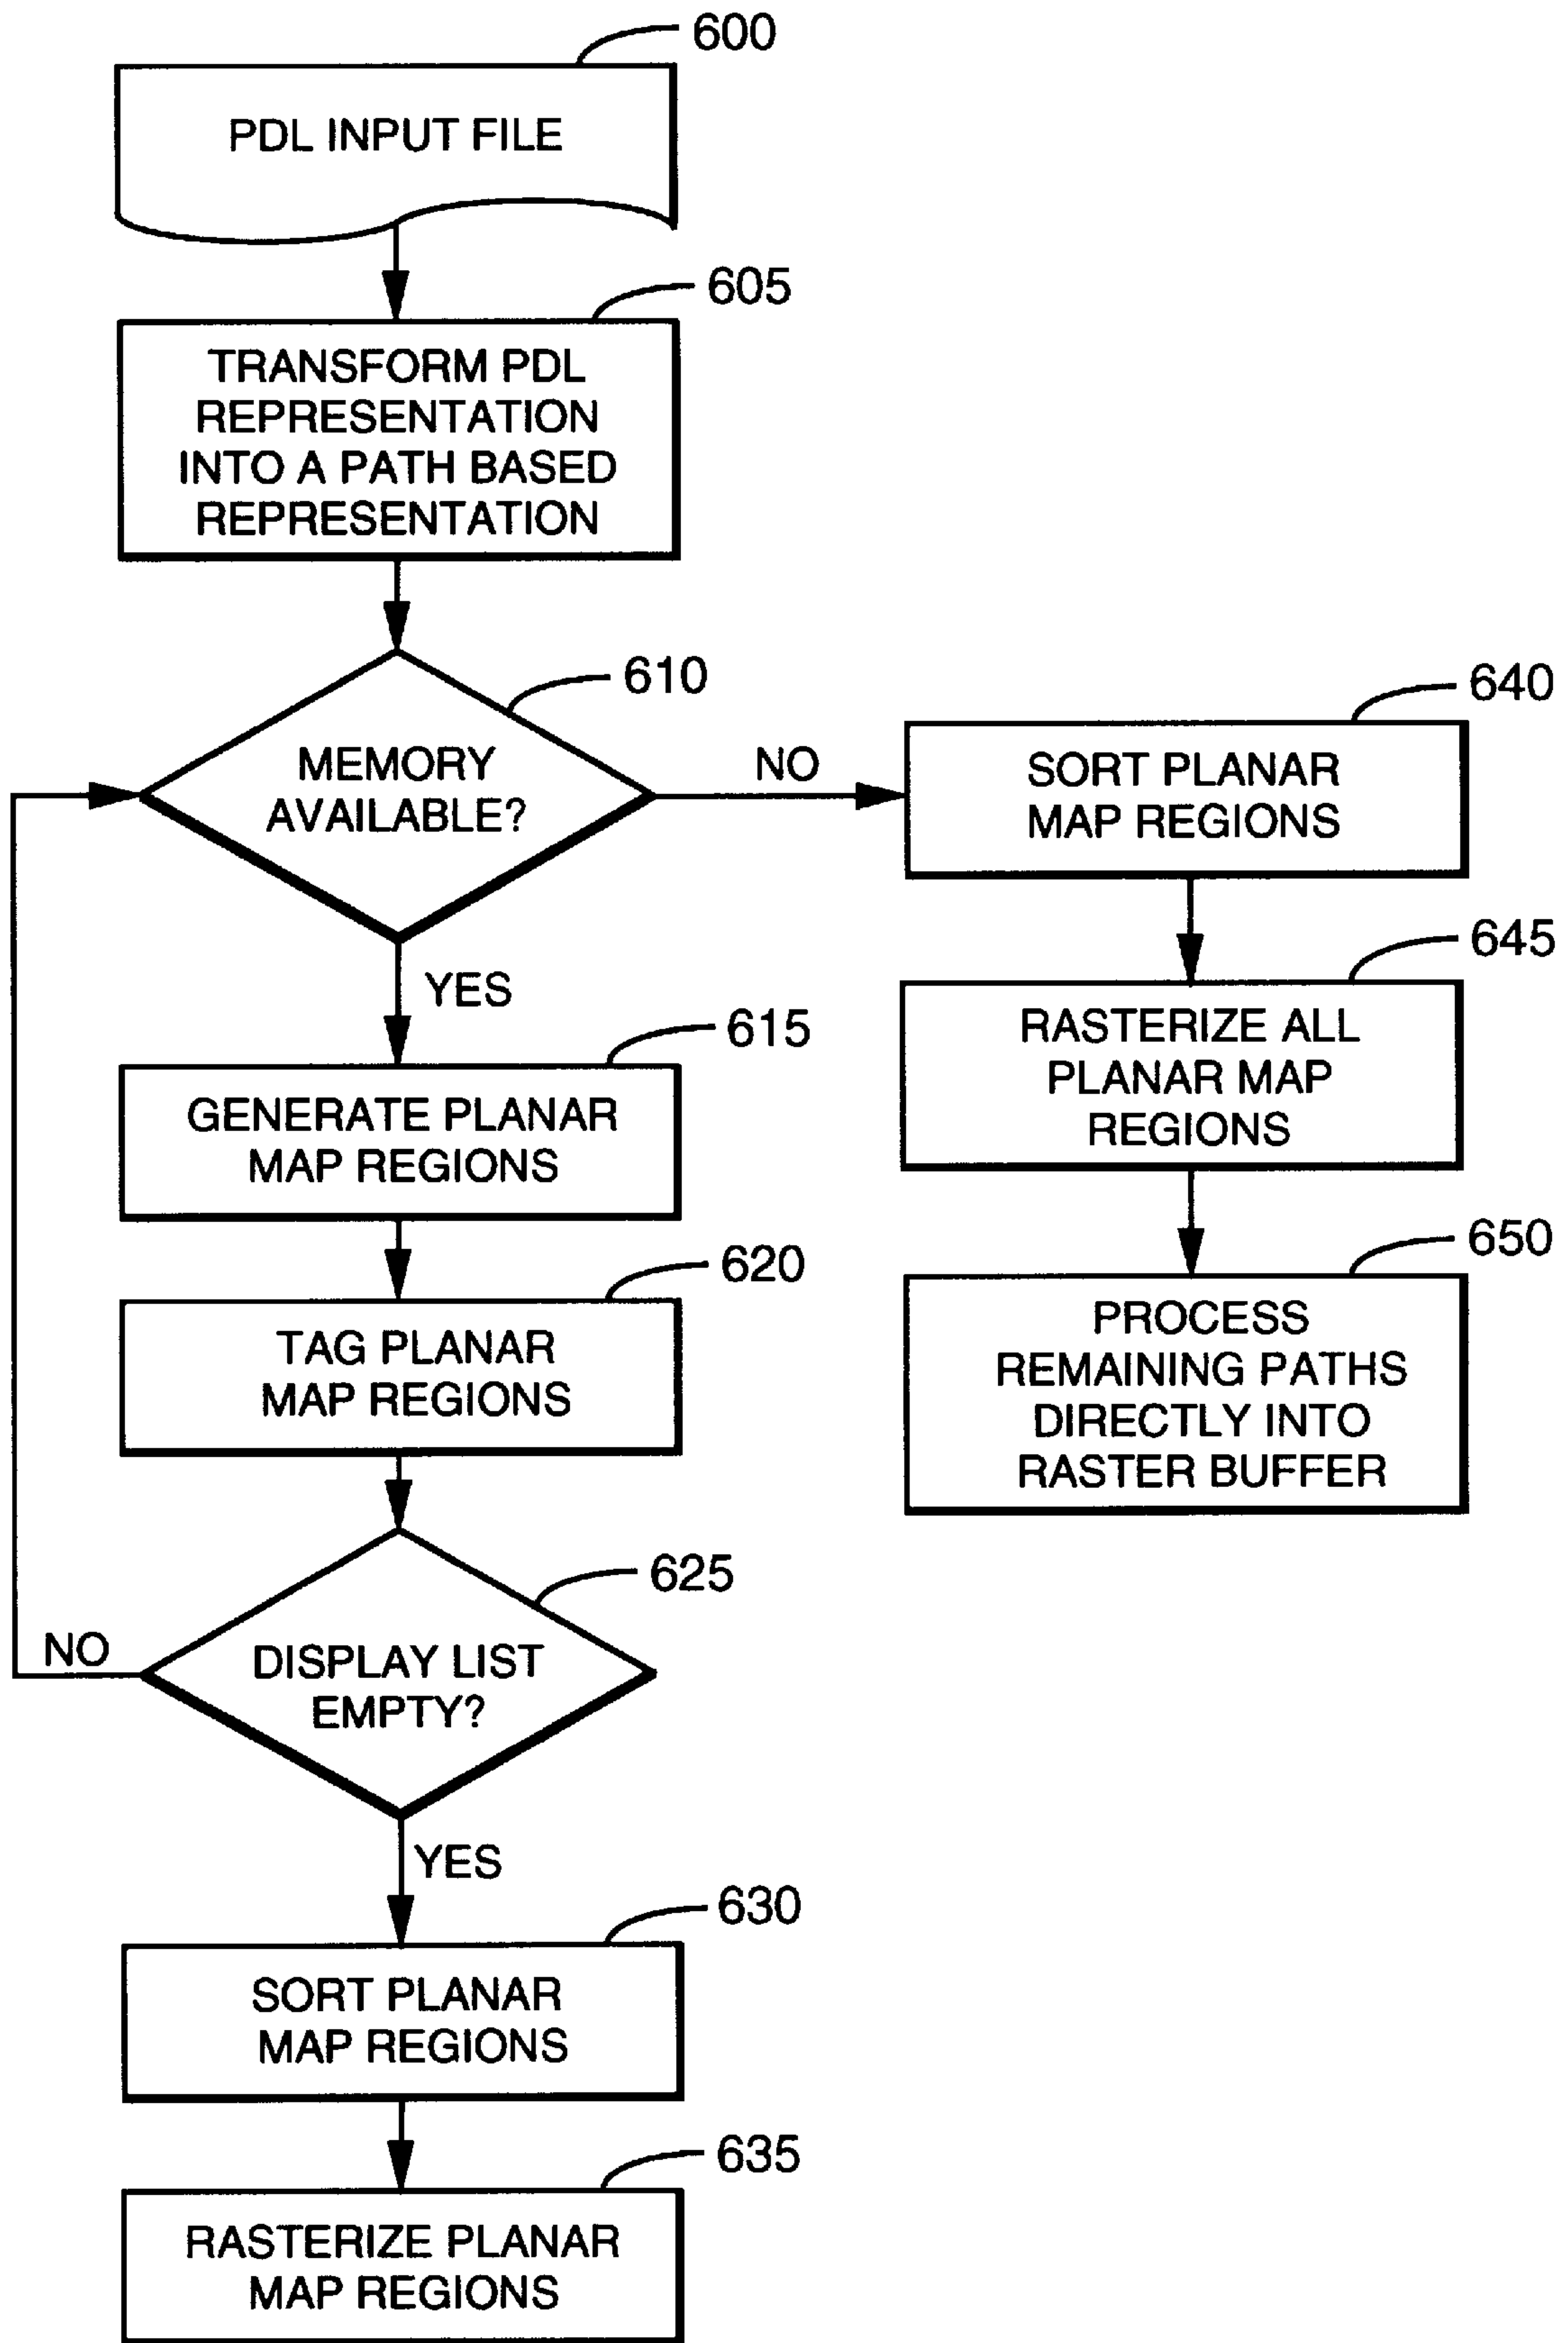 600
PDL INPUT FILE
605
TRANSFORM PDL
REPRESENTATION
INTO A PATH BASED
REPRESENTATION
610
MEMORY
AVAILABLE?
NO
YES
615
GENERATE PLANAR
MAP REGIONS
620
TAG PLANAR
MAP REGIONS
625
DISPLAY LIST
EMPTY?
NO
YES
630
SORT PLANAR
MAP REGIONS
635
RASTERIZE PLANAR
MAP REGIONS
640
SORT PLANAR
MAP REGIONS
645
RASTERIZE ALL
PLANAR MAP
REGIONS
650
PROCESS
REMAINING PATHS
DIRECTLY INTO
RASTER BUFFER